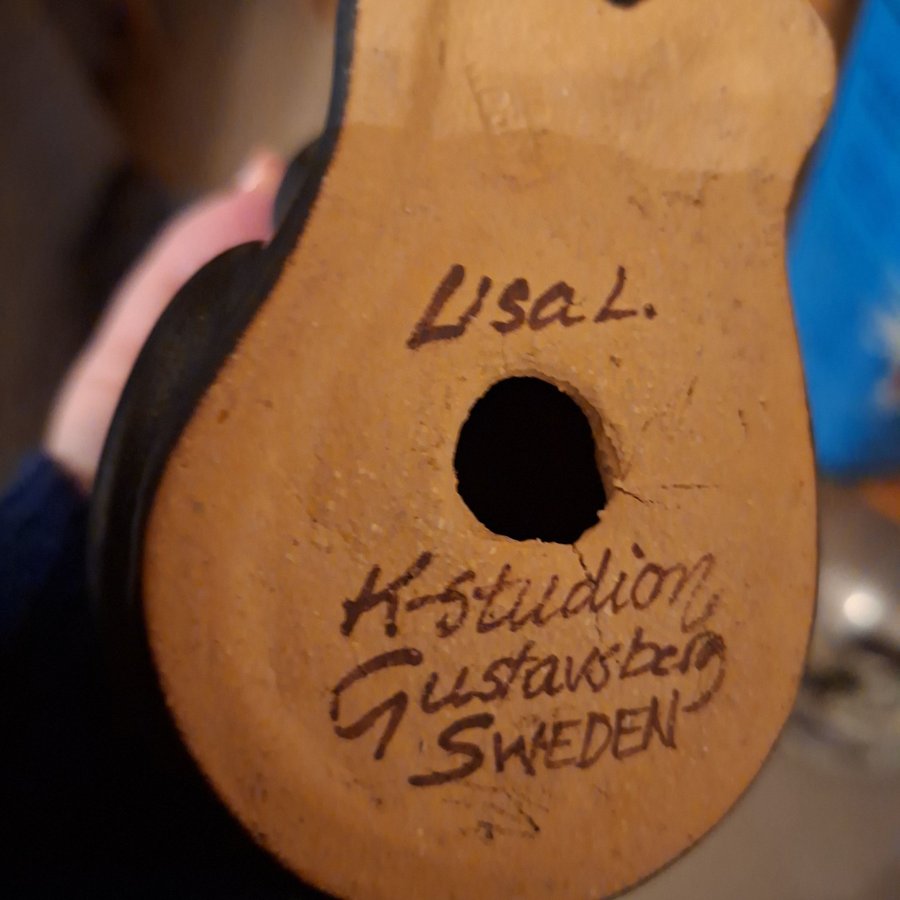 Lisa L.
K-studion,
Gustavsberg
SWEDEN